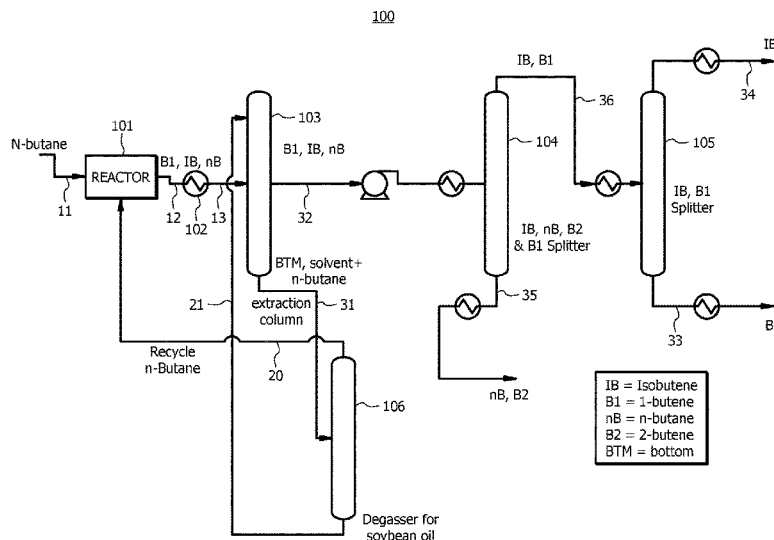 100
N-butane
11
101
REACTOR
B1, IB, nB
12
102
13
103
B1, IB, nB
32
BTM, solvent+
n-butane
extraction
column
31
21
Recycle
n-Butane
20
106
Degasser for
soybean oil
IB, B1
36
104
IB, nB, B2
& B1 Splitter
35
nB, B2
IB
34
105
IB, B1
Splitter
33
B
IB = Isobutene
B1 = 1-butene
nB = n-butane
B2 = 2-butene
BTM = bottom